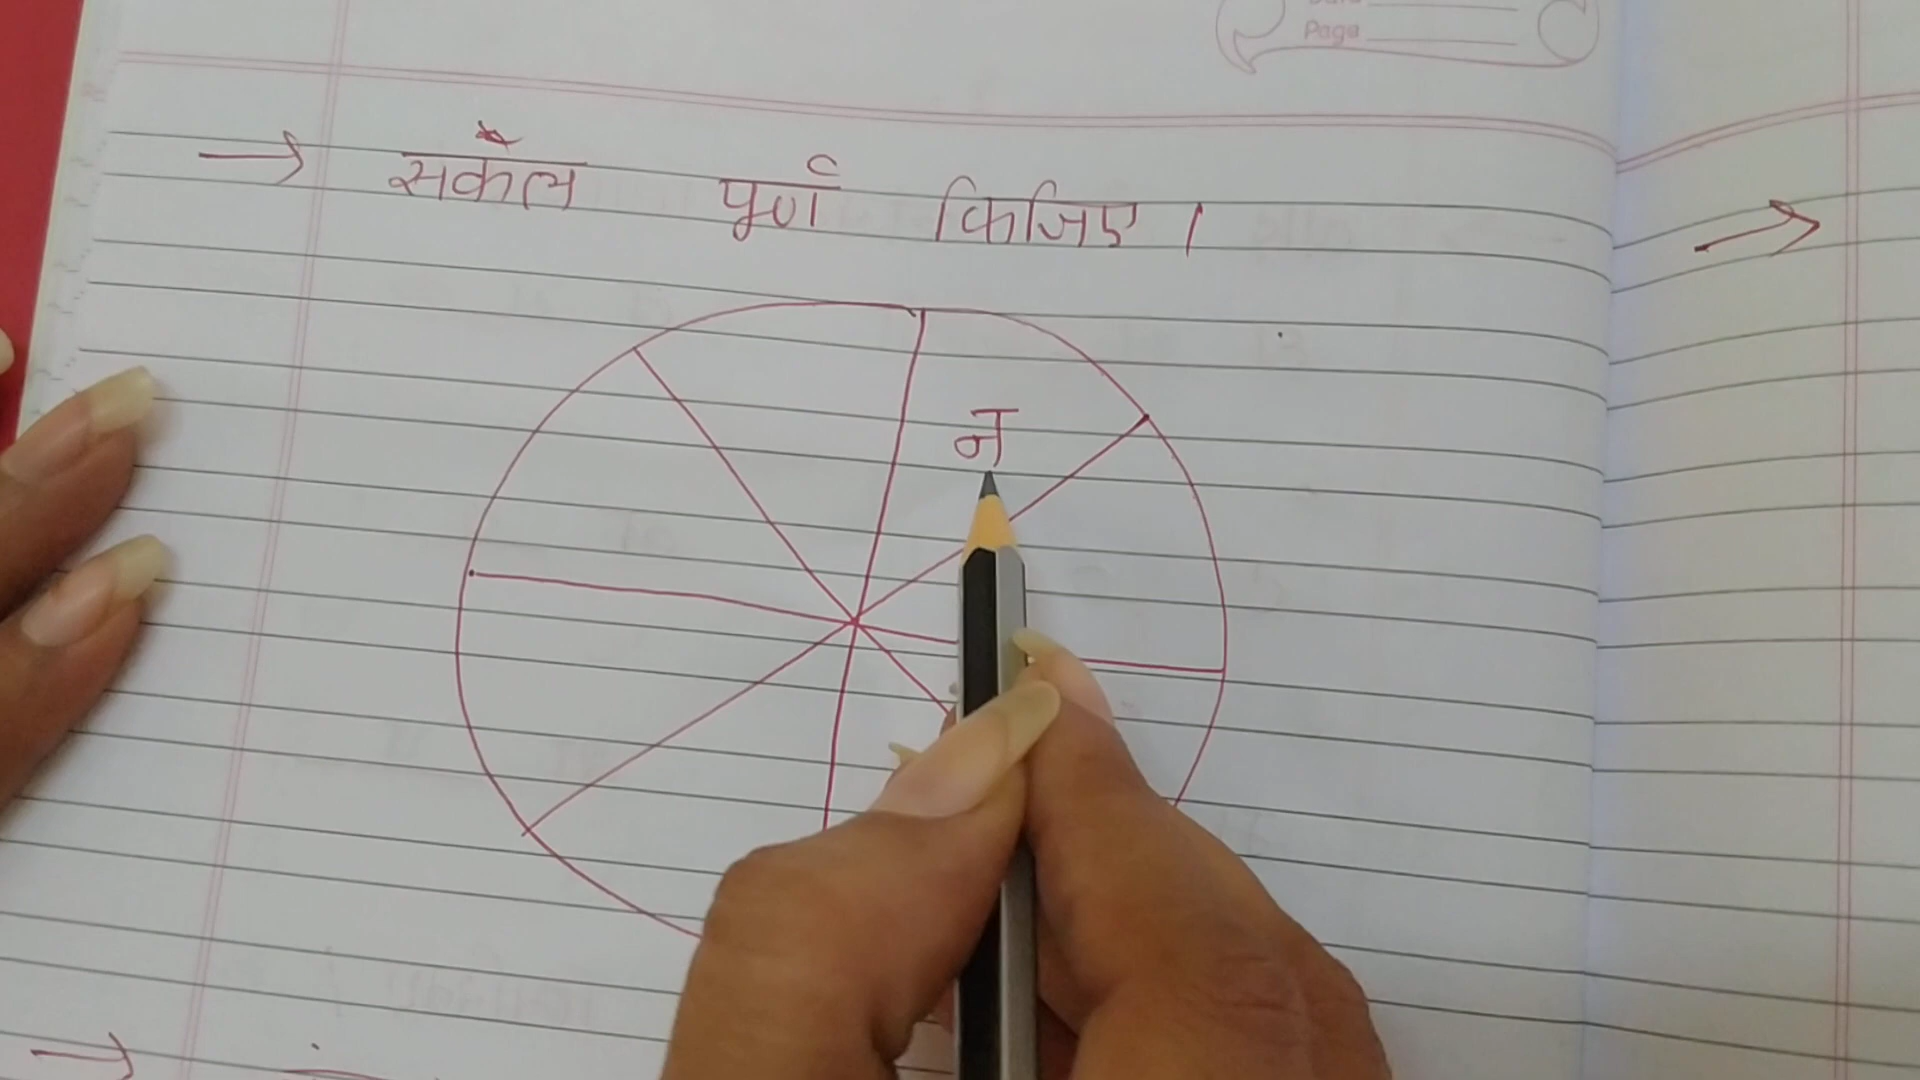 Page
→ सकेल पूर्ण किजिए ।
न